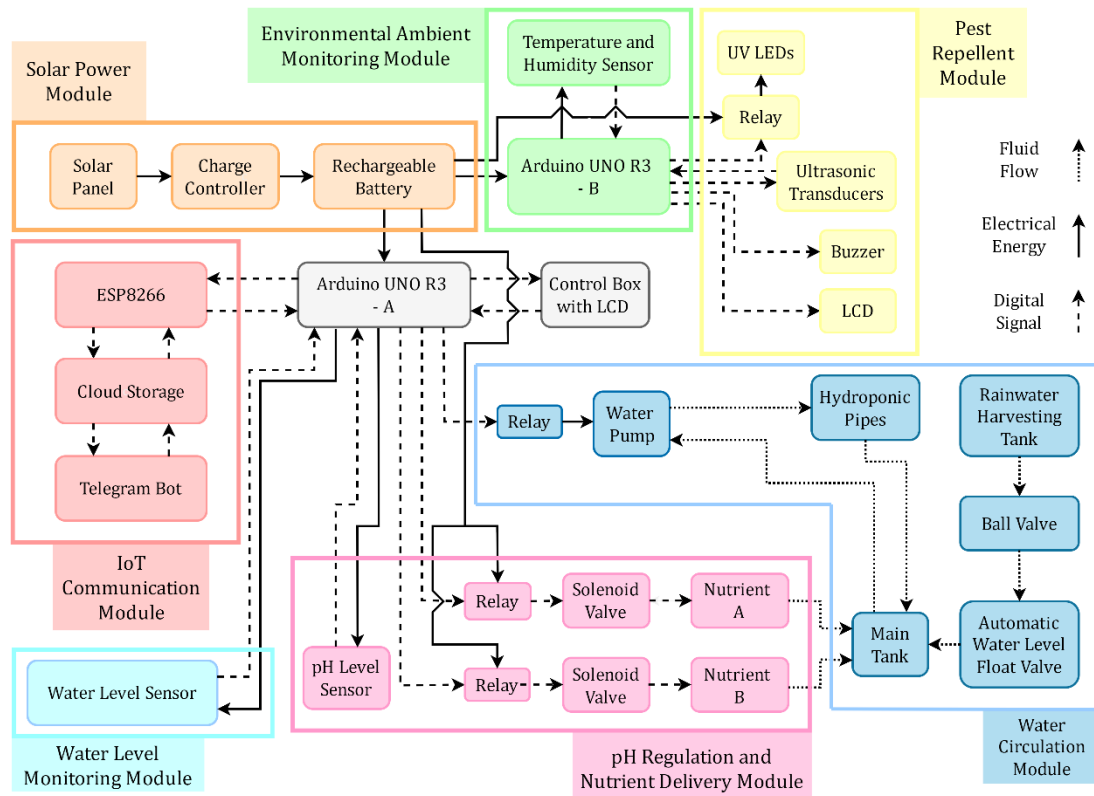 Environmental Ambient
Monitoring Module
Temperature and
Humidity Sensor
UV LEDs
Pest
Repellent
Module
Solar Power
Module
Relay
Solar
Panel
Charge
Controller
Rechargeable
Battery
Arduino UNO R3
- B
Ultrasonic
Transducers
Fluid
Flow
Electrical
Energy
Buzzer
ESP8266
Arduino UNO R3
- A
Control Box
with LCD
LCD
Digital
Signal
Cloud Storage
Relay
Water
Pump
Hydroponic
Pipes
Rainwater
Harvesting
Tank
Telegram Bot
Ball Valve
IoT
Communication
Module
Relay
Solenoid
Valve
Nutrient
A
Main
Tank
Automatic
Water Level
Float Valve
pH Level
Sensor
Relay
Solenoid
Valve
Nutrient
B
Water Level Sensor
Water Level
Monitoring Module
pH Regulation and
Nutrient Delivery Module
Water
Circulation
Module